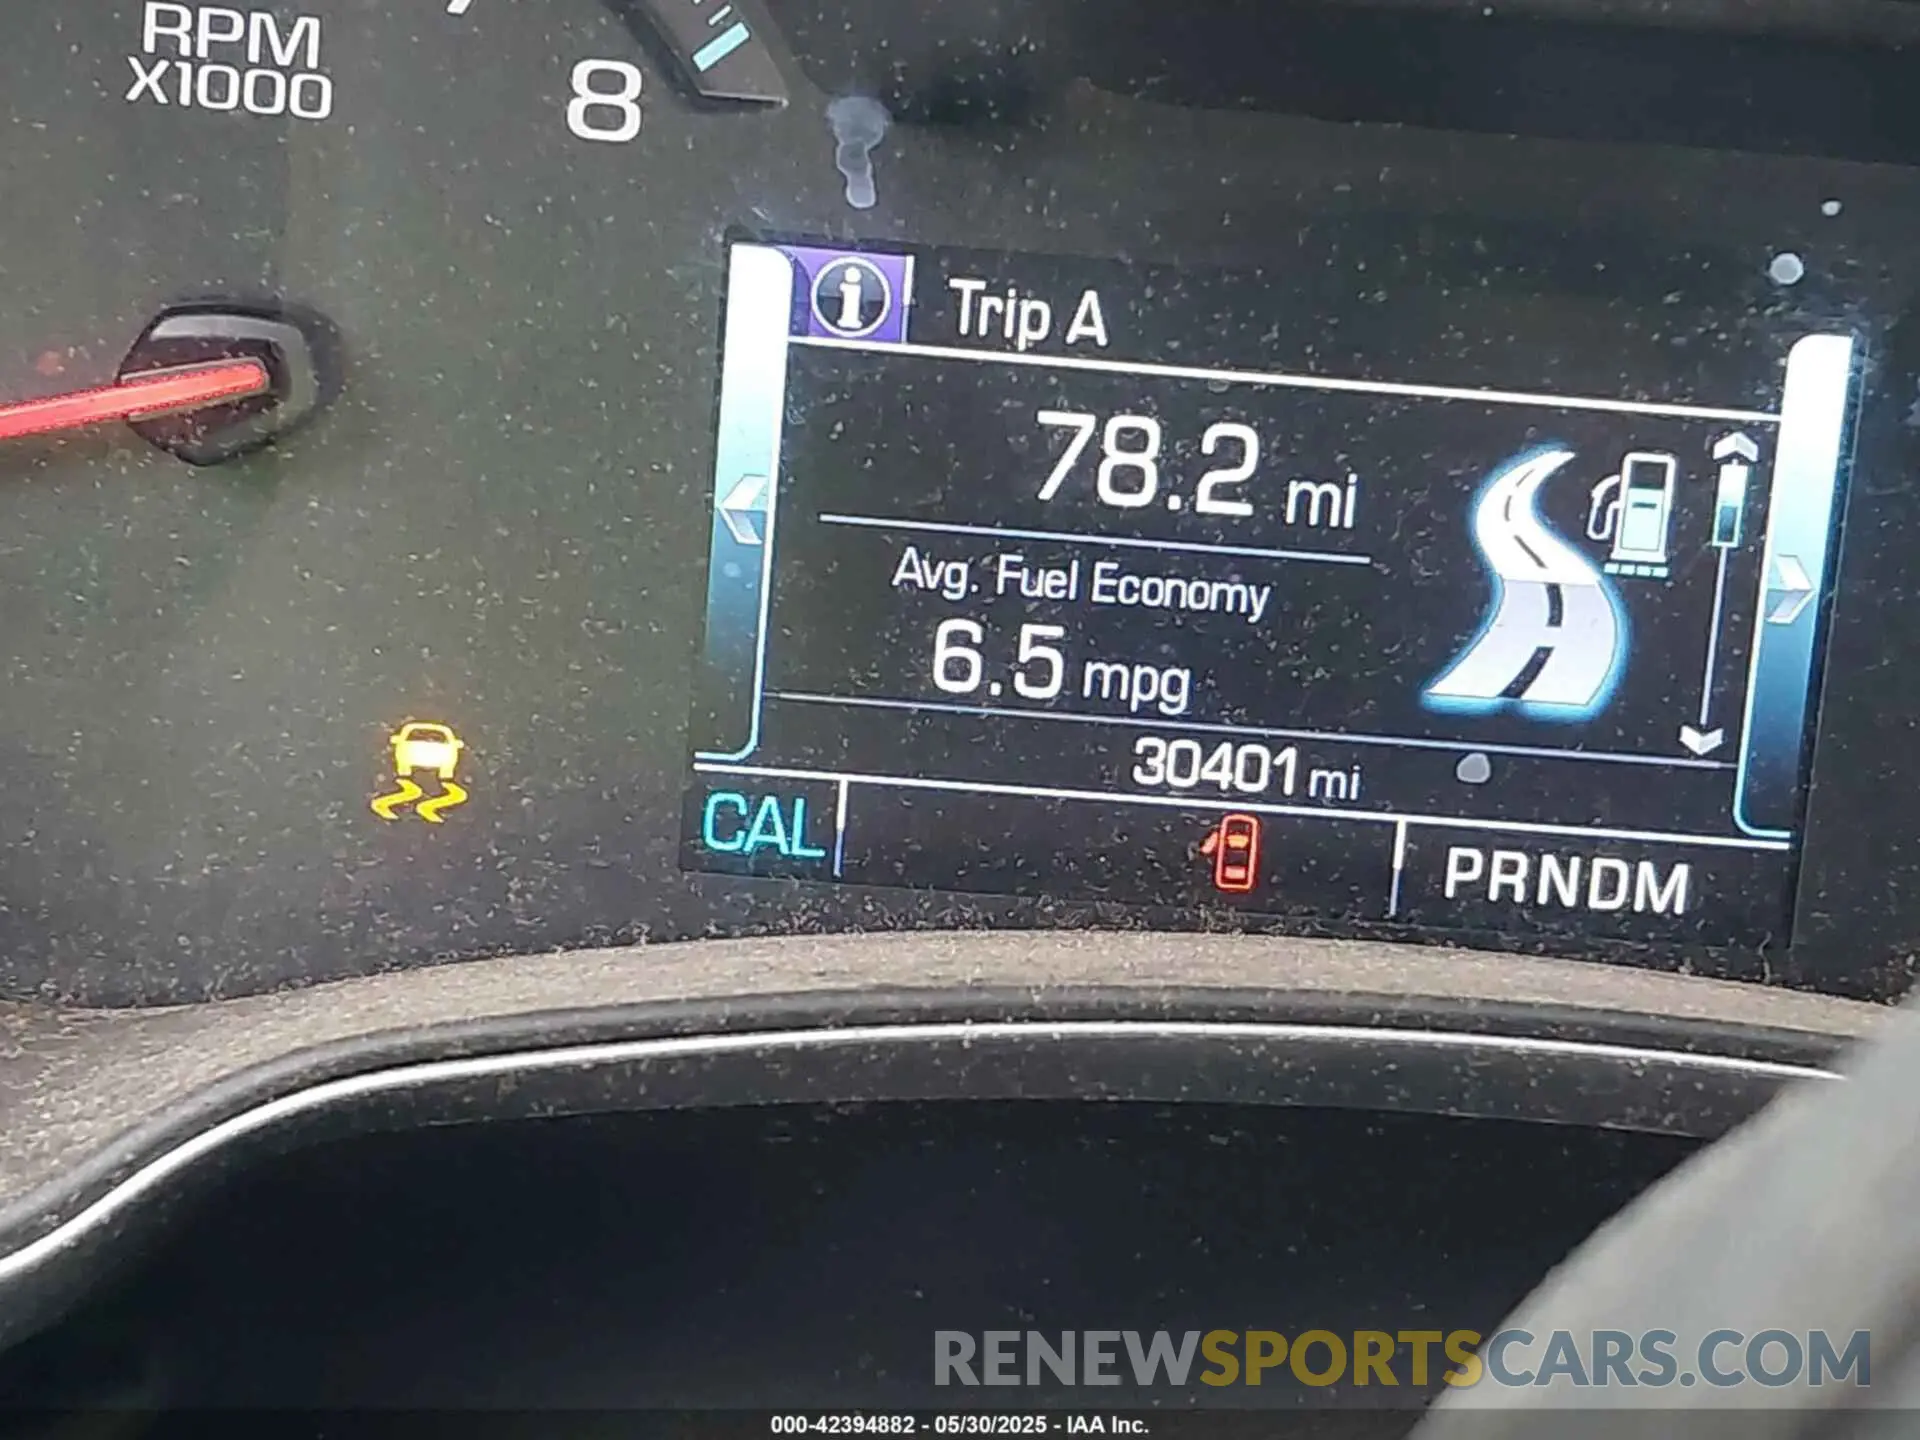 RPM
X1000
8
i Trip A
78.2 mi
Avg. Fuel Economy
6.5 mpg
30401 mi
CAL
PRNDM
RENEWSPORTSCARS.COM
000-42394882 - 05/30/2025 - IAA Inc.